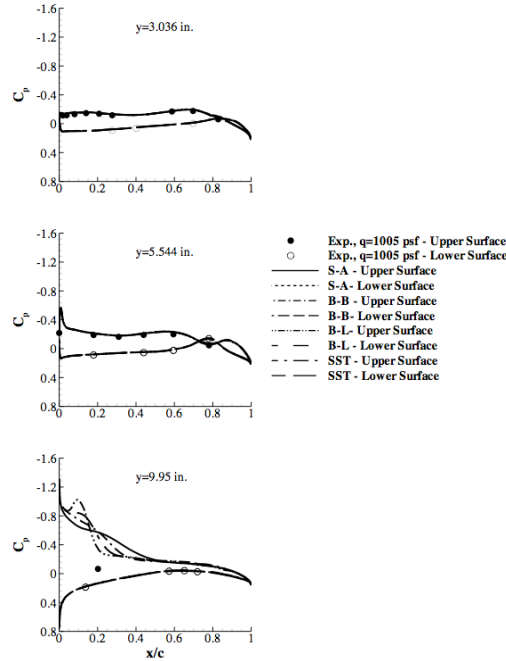 -1.6
y=3.036 in.
-1.2
-0.8
Cp
-0.4
0
0.4
0.8
0 0.2 0.4 0.6 0.8 1
-1.6
y=5.544 in.
-1.2
-0.8
Cp
-0.4
0
0.4
0.8
0 0.2 0.4 0.6 0.8 1
Exp., q=1005 psf - Upper Surface
Exp., q=1005 psf - Lower Surface
S-A - Upper Surface
S-A- Lower Surface
B-B - Upper Surface
B-B - Lower Surface
B-L- Upper Surface
B-L - Lower Surface
SST - Upper Surface
SST - Lower Surface
-1.6
y=9.95 in.
-1.2
-0.8
Cp
-0.4
0
0.4
0.8
0 0.2 0.4 0.6 0.8 1
x/c